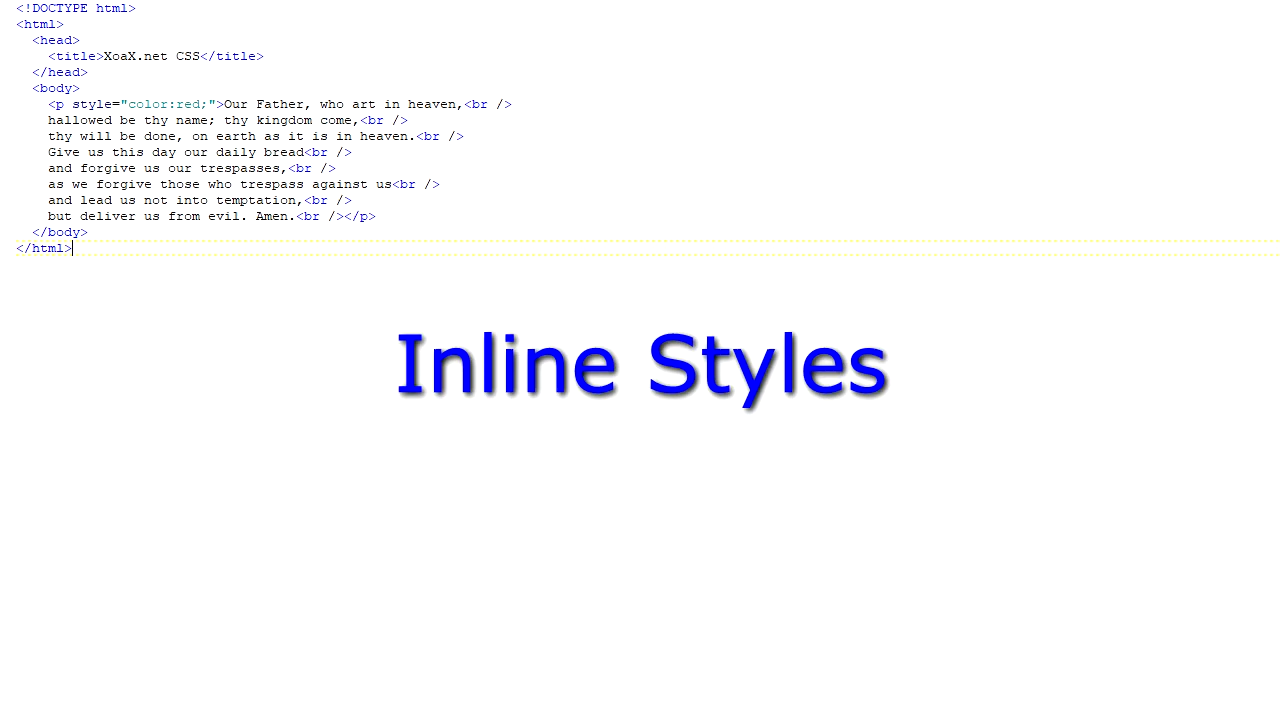 <!DOCTYPE html>
<html>
  <head>
    <title>XoaX.net CSS</title>
  </head>
  <body>
    <p style="color:red;">Our Father, who art in heaven,<br />
    hallowed be thy name; thy kingdom come,<br />
    thy will be done, on earth as it is in heaven.<br />
    Give us this day our daily bread<br />
    and forgive us our trespasses,<br />
    as we forgive those who trespass against us<br />
    and lead us not into temptation,<br />
    but deliver us from evil. Amen.<br /></p>
  </body>
</html>
Inline Styles